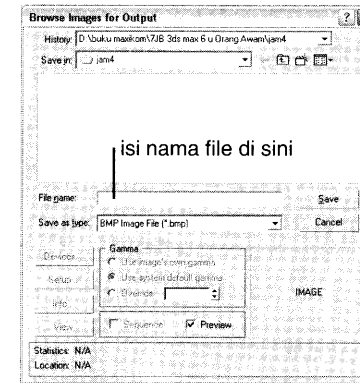 Browse Images for Output
History: D:\buku maxikom\7JB 3ds max 6 u Orang Awam\jam4
Save in: jam4
isi nama file di sini
File name: Save
Save as type: BMP Image File (*.bmp) Cancel
Gamma
Devices Use image's own gamma
Setup Use system default gamma
Info Override IMAGE
View Sequence Preview
Statistics: N/A
Location: N/A